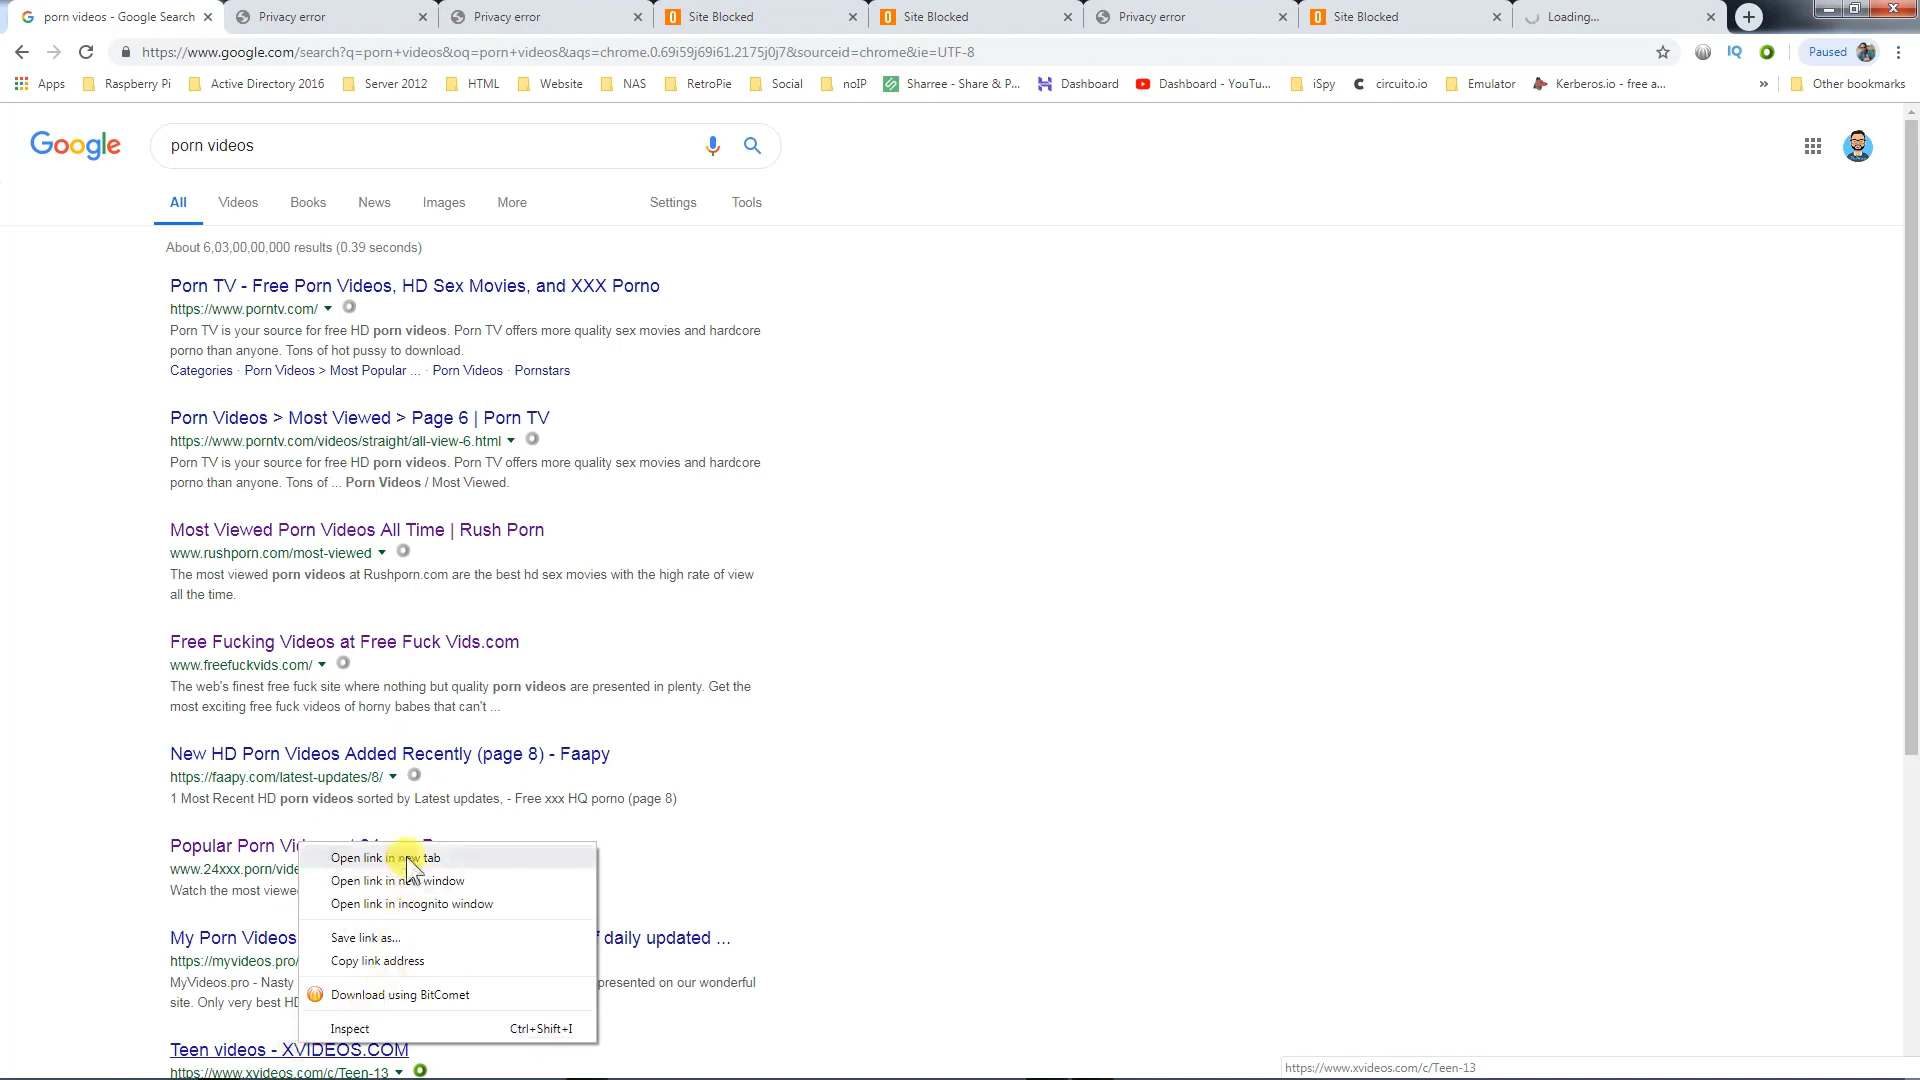 porn videos - Google Search
Privacy error
Privacy error
Site Blocked
Site Blocked
Privacy error
Site Blocked
Loading...
https://www.google.com/search?q=porn+videos&oq=porn+videos&aqs=chrome.0.69i59j69i61.2175j0j7&sourceid=chrome&ie=UTF-8
IQ
Paused
Apps
Raspberry Pi
Active Directory 2016
Server 2012
HTML
Website
NAS
RetroPie
Social
noIP
Sharree - Share & P...
Dashboard
Dashboard - YouTu...
iSpy
circuito.io
Emulator
Kerberos.io - free a...
»
Other bookmarks
Google
porn videos
All
Videos
Books
News
Images
More
Settings
Tools
About 6,03,00,00,000 results (0.39 seconds)
Porn TV - Free Porn Videos, HD Sex Movies, and XXX Porno
https://www.porntv.com/
Porn TV is your source for free HD porn videos. Porn TV offers more quality sex movies and hardcore
porno than anyone. Tons of hot pussy to download.
Categories · Porn Videos > Most Popular ... · Porn Videos · Pornstars
Porn Videos > Most Viewed > Page 6 | Porn TV
https://www.porntv.com/videos/straight/all-view-6.html
Porn TV is your source for free HD porn videos. Porn TV offers more quality sex movies and hardcore
porno than anyone. Tons of ... Porn Videos / Most Viewed.
Most Viewed Porn Videos All Time | Rush Porn
www.rushporn.com/most-viewed
The most viewed porn videos at Rushporn.com are the best hd sex movies with the high rate of view
all the time.
Free Fucking Videos at Free Fuck Vids.com
www.freefuckvids.com/
The web's finest free fuck site where nothing but quality porn videos are presented in plenty. Get the
most exciting free fuck videos of horny babes that can't ...
New HD Porn Videos Added Recently (page 8) - Faapy
https://faapy.com/latest-updates/8/
1 Most Recent HD porn videos sorted by Latest updates, - Free xxx HQ porno (page 8)
Popular Porn Vi
www.24xxx.porn/vide
Watch the most viewe
Open link in new tab
Open link in new window
Open link in incognito window
Save link as...
Copy link address
Download using BitComet
Inspect
Ctrl+Shift+I
My Porn Videos
f daily updated ...
https://myvideos.pro/
MyVideos.pro - Nasty
presented on our wonderful
site. Only very best HD
Teen videos - XVIDEOS.COM
https://www.xvideos.com/c/Teen-13
https://www.xvideos.com/c/Teen-13